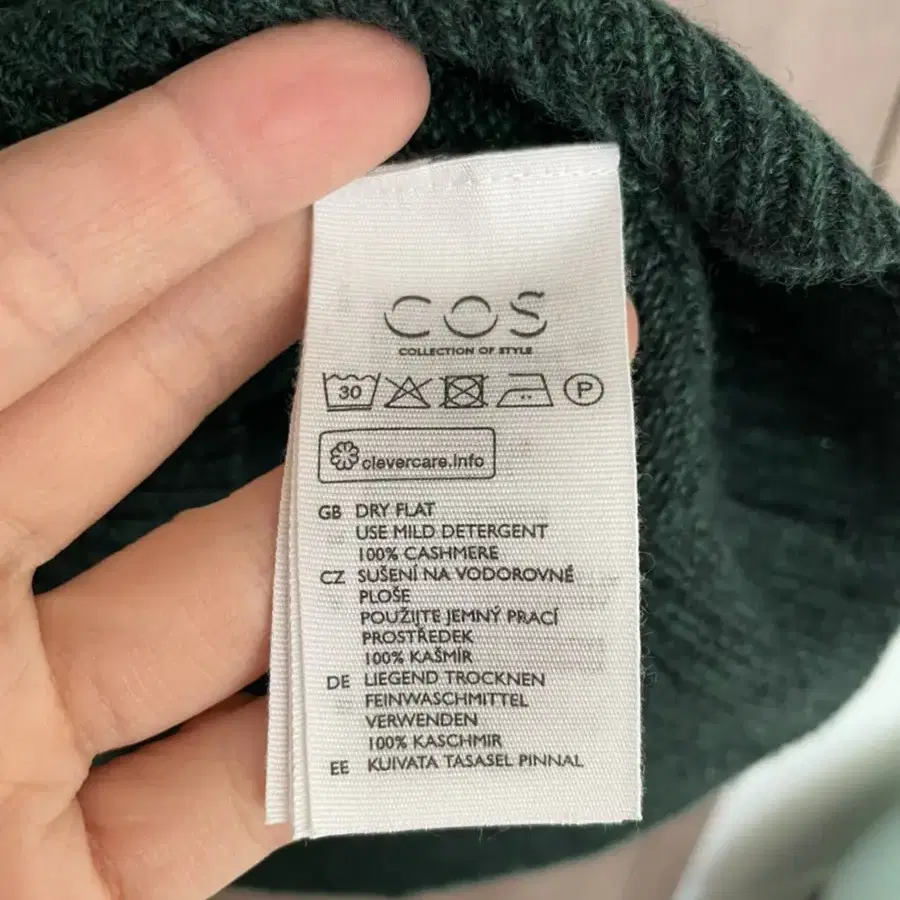 COS
COLLECTION OF STYLE
30
P
clevercare.info
GB DRY FLAT
USE MILD DETERGENT
100% CASHMERE
CZ SUŠENÍ NA VODOROVNÉ
PLOŠE
POUŽIJTE JEMNÝ PRACÍ
PROSTŘEDEK
100% KAŠMÍR
DE LIEGEND TROCKNEN
FEINWASCHMITTEL
VERWENDEN
100% KASCHMIR
EE KUIVATA TASASEL PINNAL